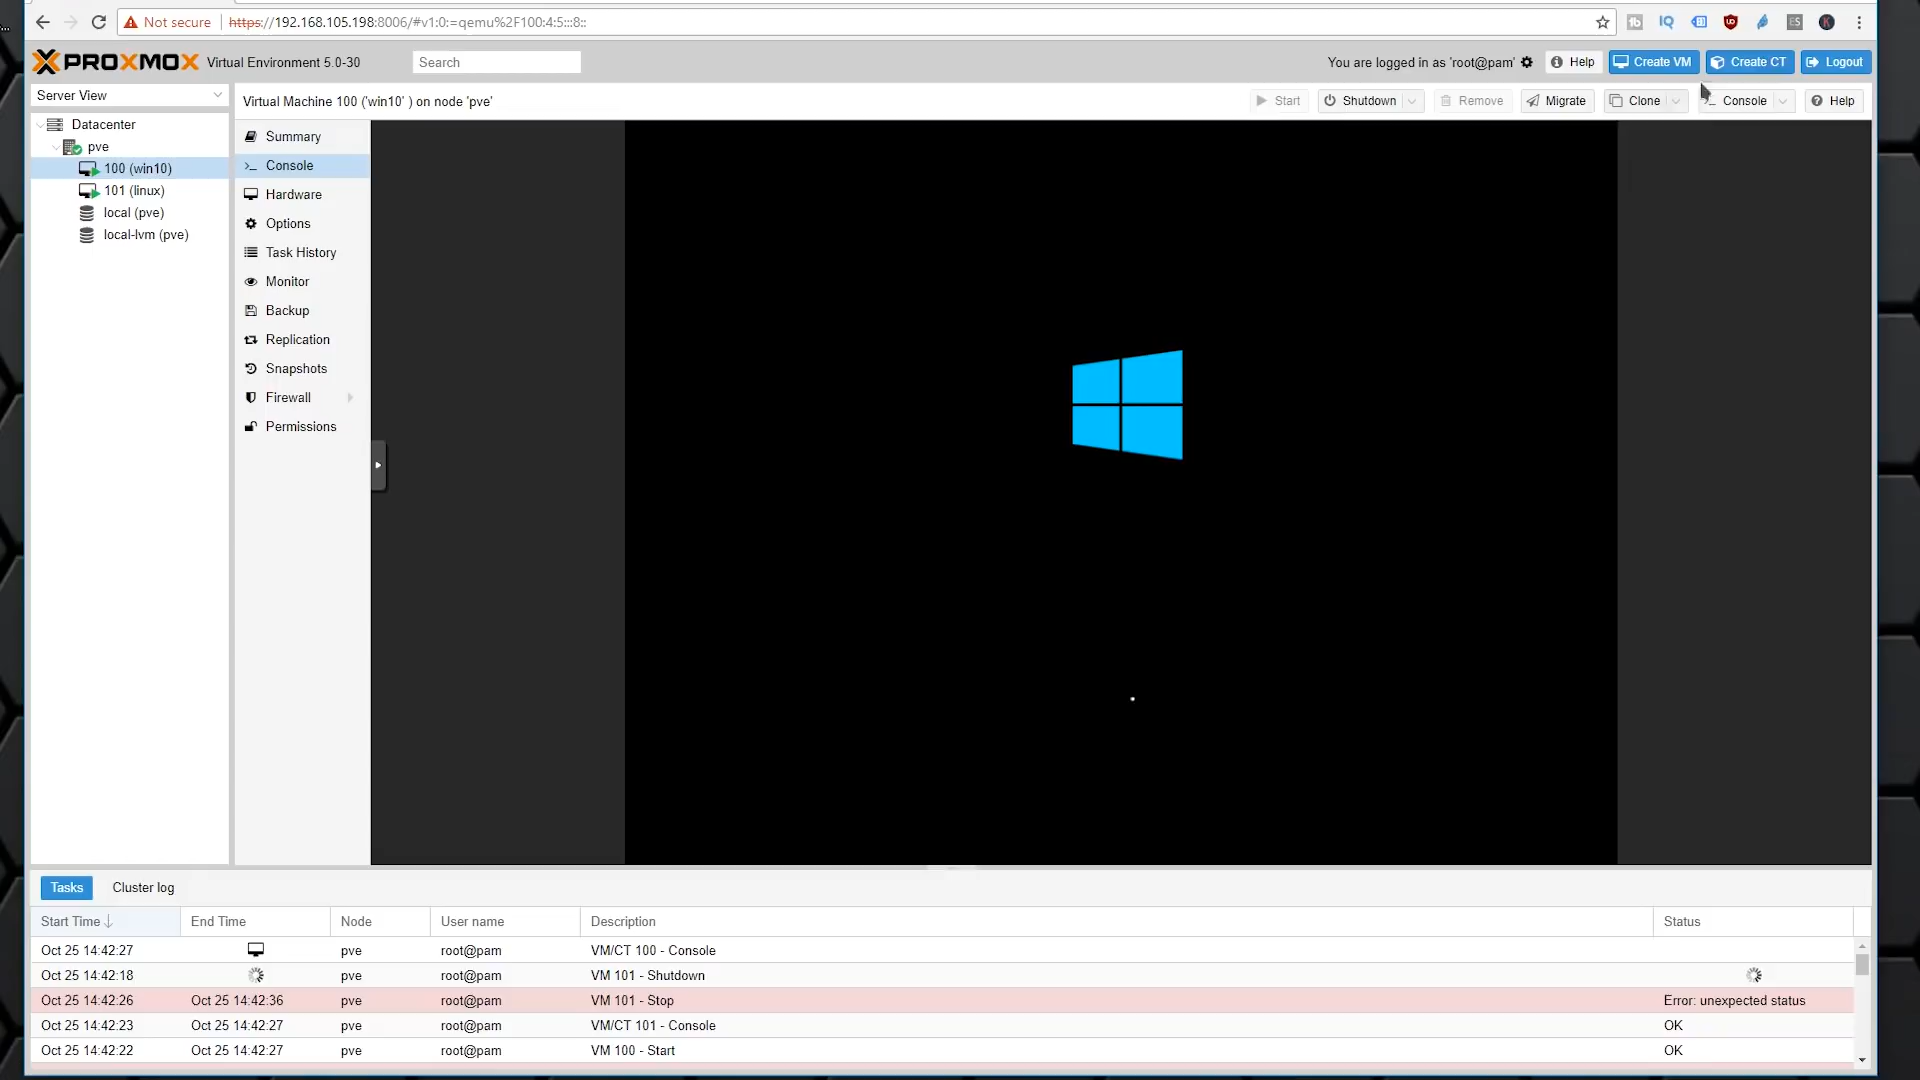 Not secure
https://192.168.105.198:8006/#v1:0:=qemu%2F100:4:5:::8::
PROXMOX Virtual Environment 5.0-30
Search
You are logged in as 'root@pam'
Help
Create VM
Create CT
Logout
Server View
Virtual Machine 100 ('win10' ) on node 'pve'
Start
Shutdown
Remove
Migrate
Clone
Console
Help
Datacenter
pve
100 (win10)
101 (linux)
local (pve)
local-lvm (pve)
Summary
Console
Hardware
Options
Task History
Monitor
Backup
Replication
Snapshots
Firewall
Permissions
Tasks
Cluster log
Start Time End Time Node User name Description Status
Oct 25 14:42:27 pve root@pam VM/CT 100 - Console
Oct 25 14:42:18 pve root@pam VM 101 - Shutdown
Oct 25 14:42:26 Oct 25 14:42:36 pve root@pam VM 101 - Stop Error: unexpected status
Oct 25 14:42:23 Oct 25 14:42:27 pve root@pam VM/CT 101 - Console OK
Oct 25 14:42:22 Oct 25 14:42:27 pve root@pam VM 100 - Start OK